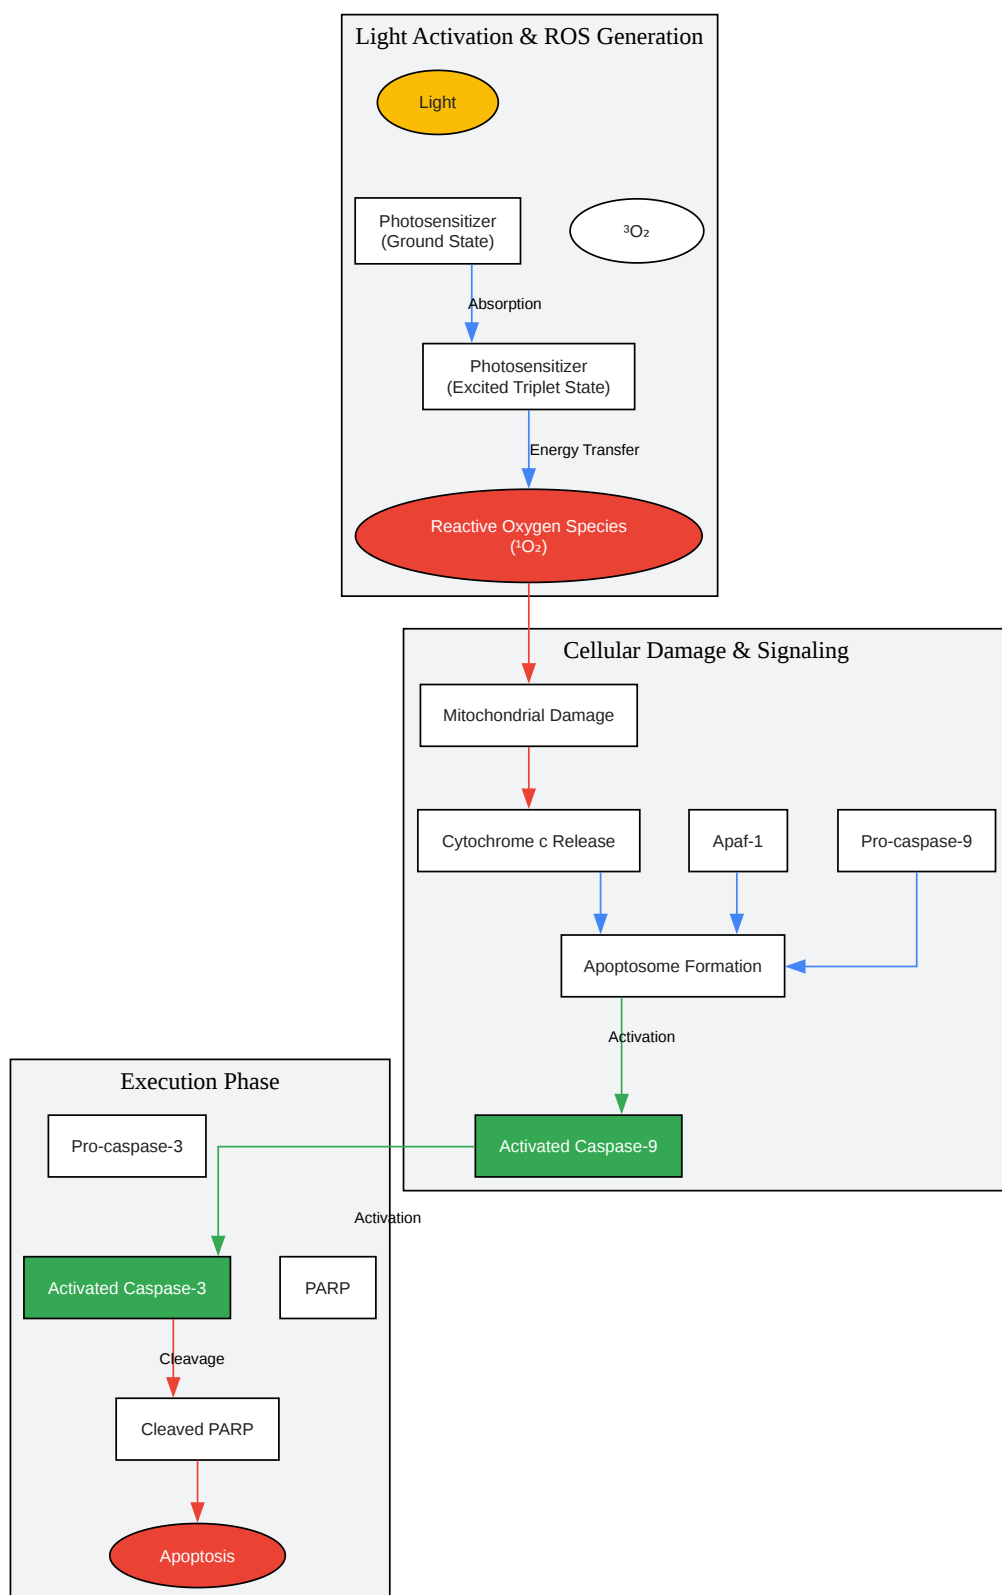 Light Activation & ROS Generation
Light
Photosensitizer
(Ground State)
³O₂
Absorption
Photosensitizer
(Excited Triplet State)
Energy Transfer
Reactive Oxygen Species
(¹O₂)
Cellular Damage & Signaling
Mitochondrial Damage
Cytochrome c Release
Apaf-1
Pro-caspase-9
Apoptosome Formation
Activation
Activated Caspase-9
Execution Phase
Pro-caspase-3
Activation
Activated Caspase-3
PARP
Cleavage
Cleaved PARP
Apoptosis